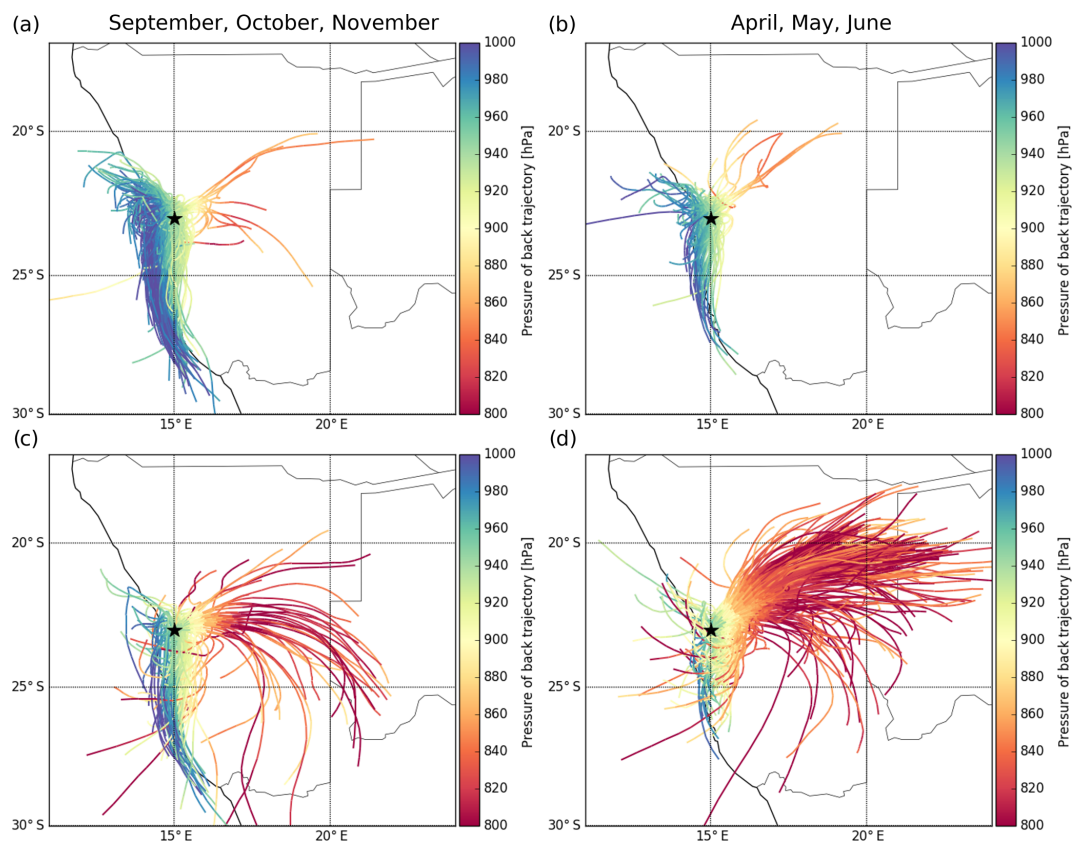 (a) September, October, November
(b) April, May, June
20° S
25° S
30° S
15° E
20° E
1000
980
960
940
920
900
880
860
840
820
800
Pressure of back trajectory [hPa]
20° S
25° S
30° S
15° E
20° E
1000
980
960
940
920
900
880
860
840
820
800
Pressure of back trajectory [hPa]
(c)
20° S
25° S
30° S
15° E
20° E
1000
980
960
940
920
900
880
860
840
820
800
Pressure of back trajectory [hPa]
(d)
20° S
25° S
30° S
15° E
20° E
1000
980
960
940
920
900
880
860
840
820
800
Pressure of back trajectory [hPa]